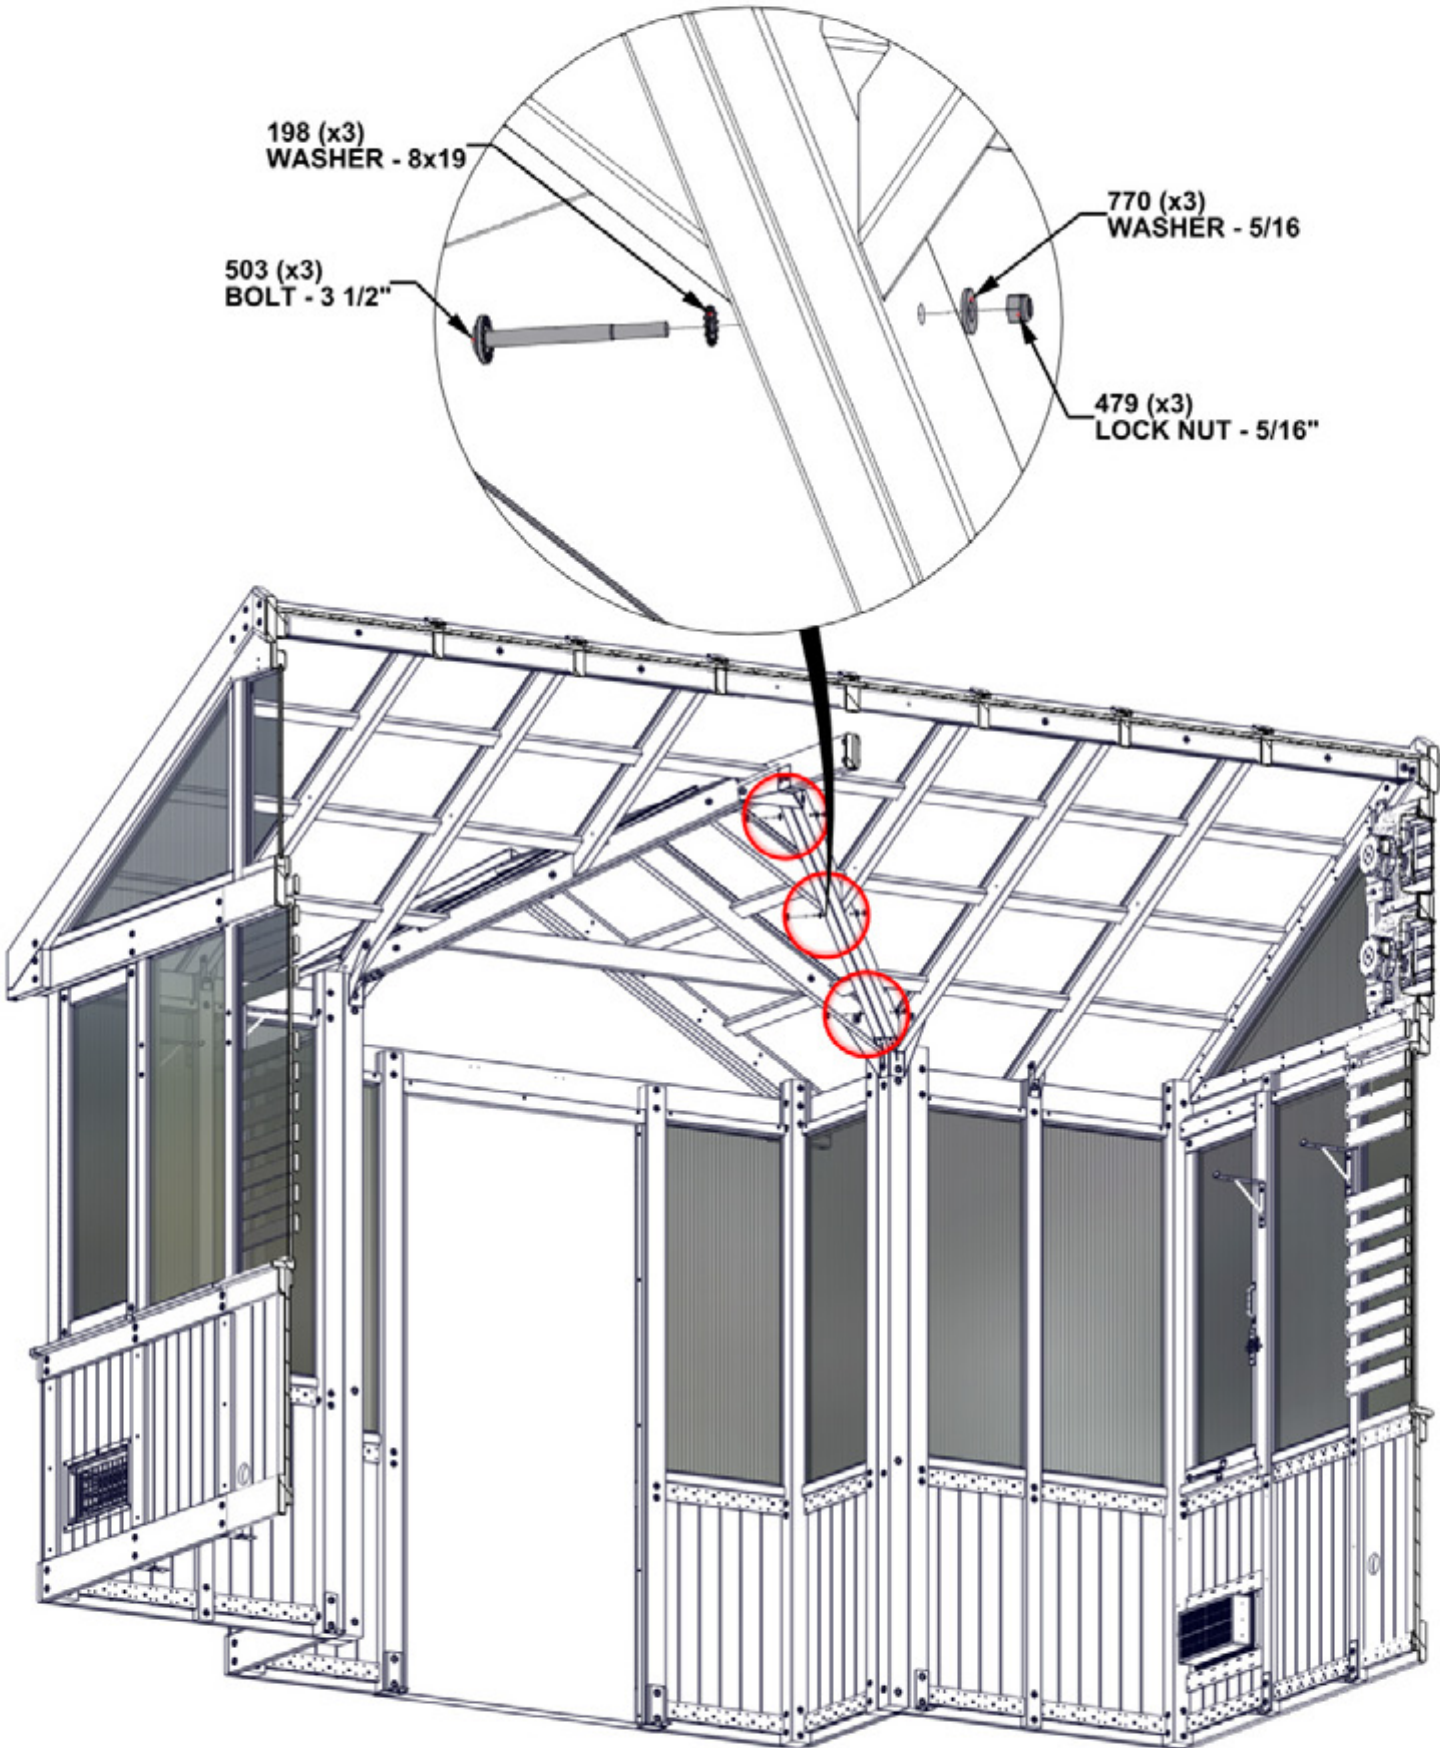 198 (x3)
WASHER - 8x19
770 (x3)
WASHER - 5/16
503 (x3)
BOLT - 3 1/2"
479 (x3)
LOCK NUT - 5/16"